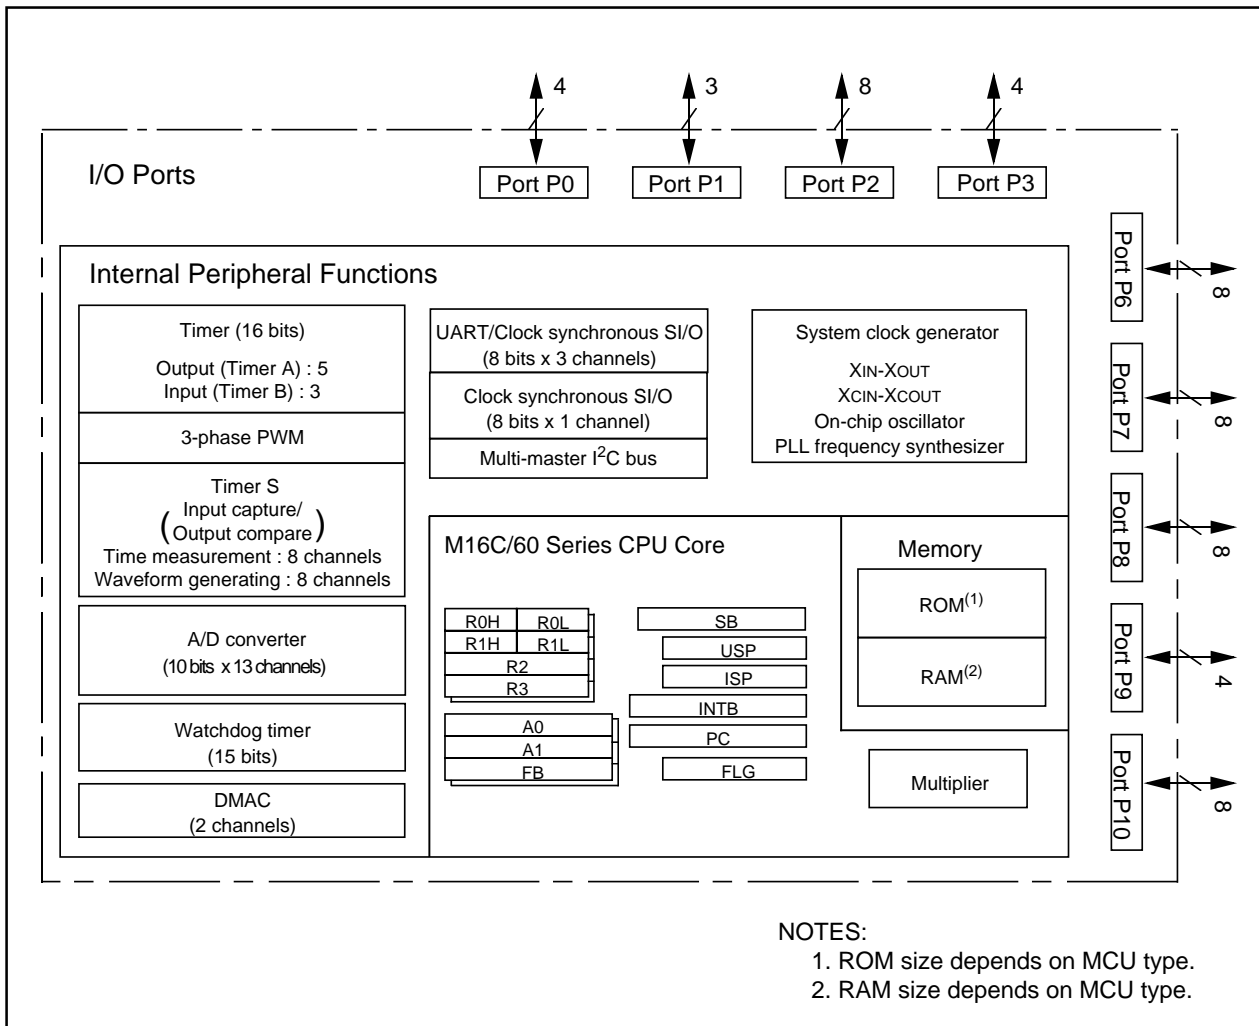 4
3
8
4
I/O Ports
Port P0
Port P1
Port P2
Port P3
Port P6
8
Port P7
8
Port P8
8
Port P9
4
Port P10
8
Internal Peripheral Functions
Timer (16 bits)
Output (Timer A) : 5
Input (Timer B) : 3
3-phase PWM
Timer S
(Input capture/
Output compare)
Time measurement : 8 channels
Waveform generating : 8 channels
A/D converter
(10 bits x 13 channels)
Watchdog timer
(15 bits)
DMAC
(2 channels)
UART/Clock synchronous SI/O
(8 bits x 3 channels)
Clock synchronous SI/O
(8 bits x 1 channel)
Multi-master I²C bus
System clock generator
XIN-XOUT
XCIN-XCOUT
On-chip oscillator
PLL frequency synthesizer
M16C/60 Series CPU Core
R0H
R0L
R1H
R1L
R2
R3
A0
A1
FB
SB
USP
ISP
INTB
PC
FLG
Memory
ROM(1)
RAM(2)
Multiplier
NOTES:
1. ROM size depends on MCU type.
2. RAM size depends on MCU type.